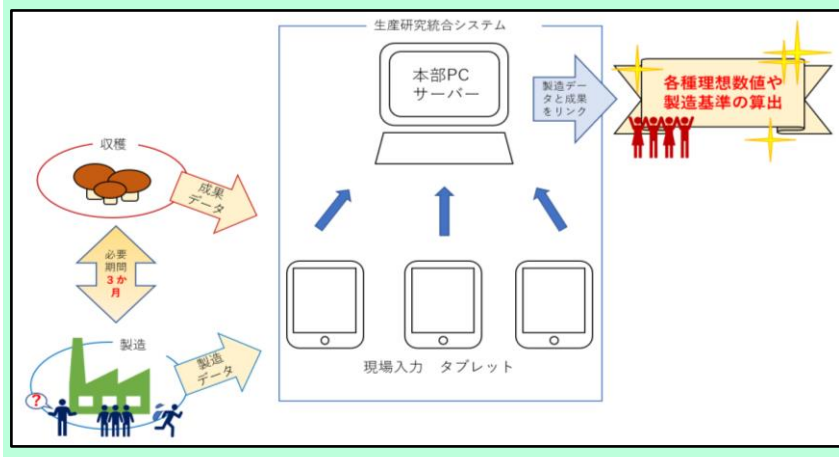 生産研究統合システム
本部PC
サーバー
製造デー
タと成果
をリンク
各種理想数値や
製造基準の算出
収穫
成果
データ
必要
期間
３か
月
製造
製造
データ
?
現場入力　タブレット